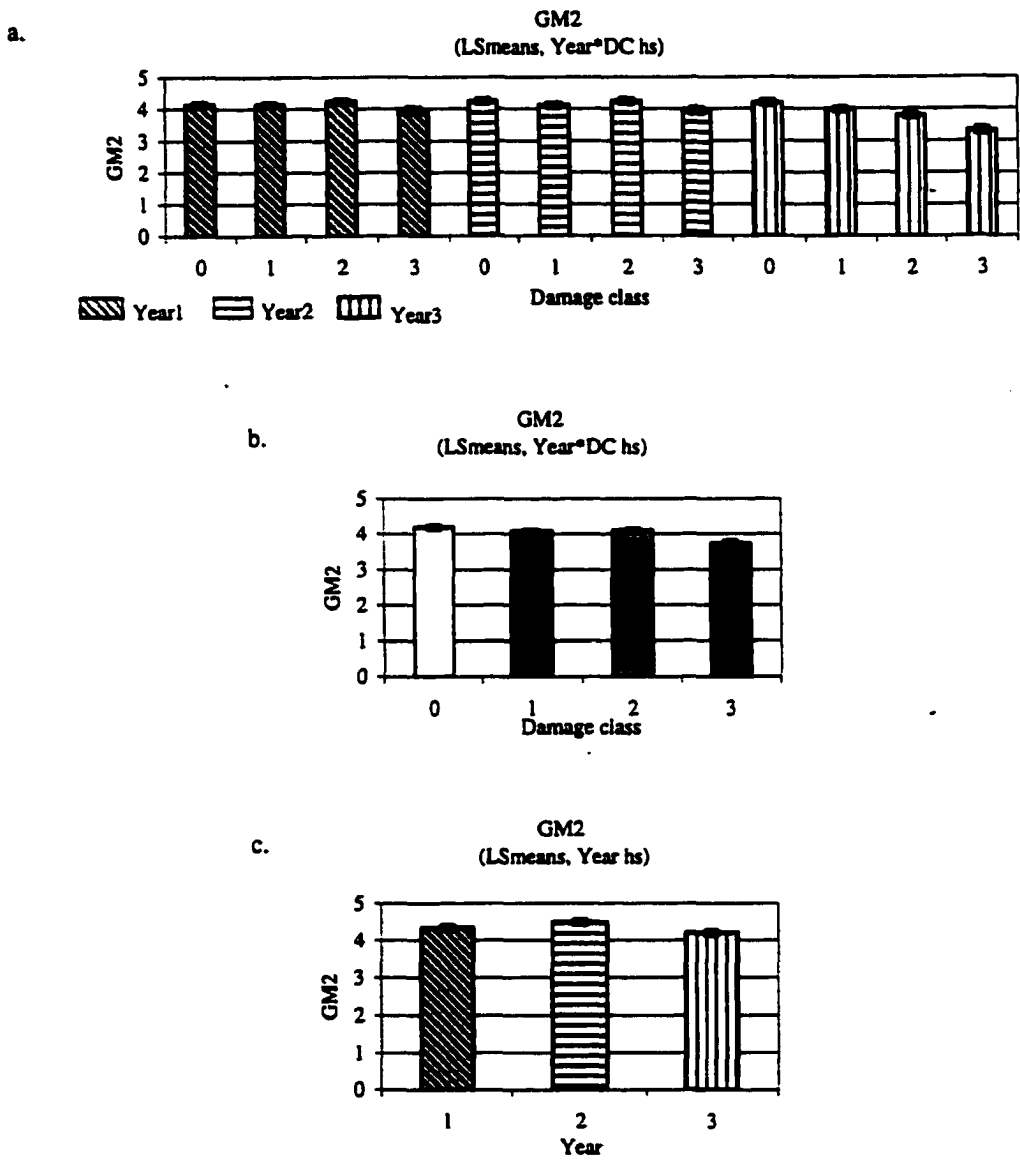 a.
GM2
(LSmeans, Year*DC hs)
5
4
3
2
1
0
GM2
0 1 2 3 0 1 2 3 0 1 2 3
Damage class
Year1 Year2 Year3
b.
GM2
(LSmeans, Year*DC hs)
5
4
3
2
1
0
GM2
0 1 2 3
Damage class
c.
GM2
(LSmeans, Year hs)
5
4
3
2
1
0
GM2
1 2 3
Year